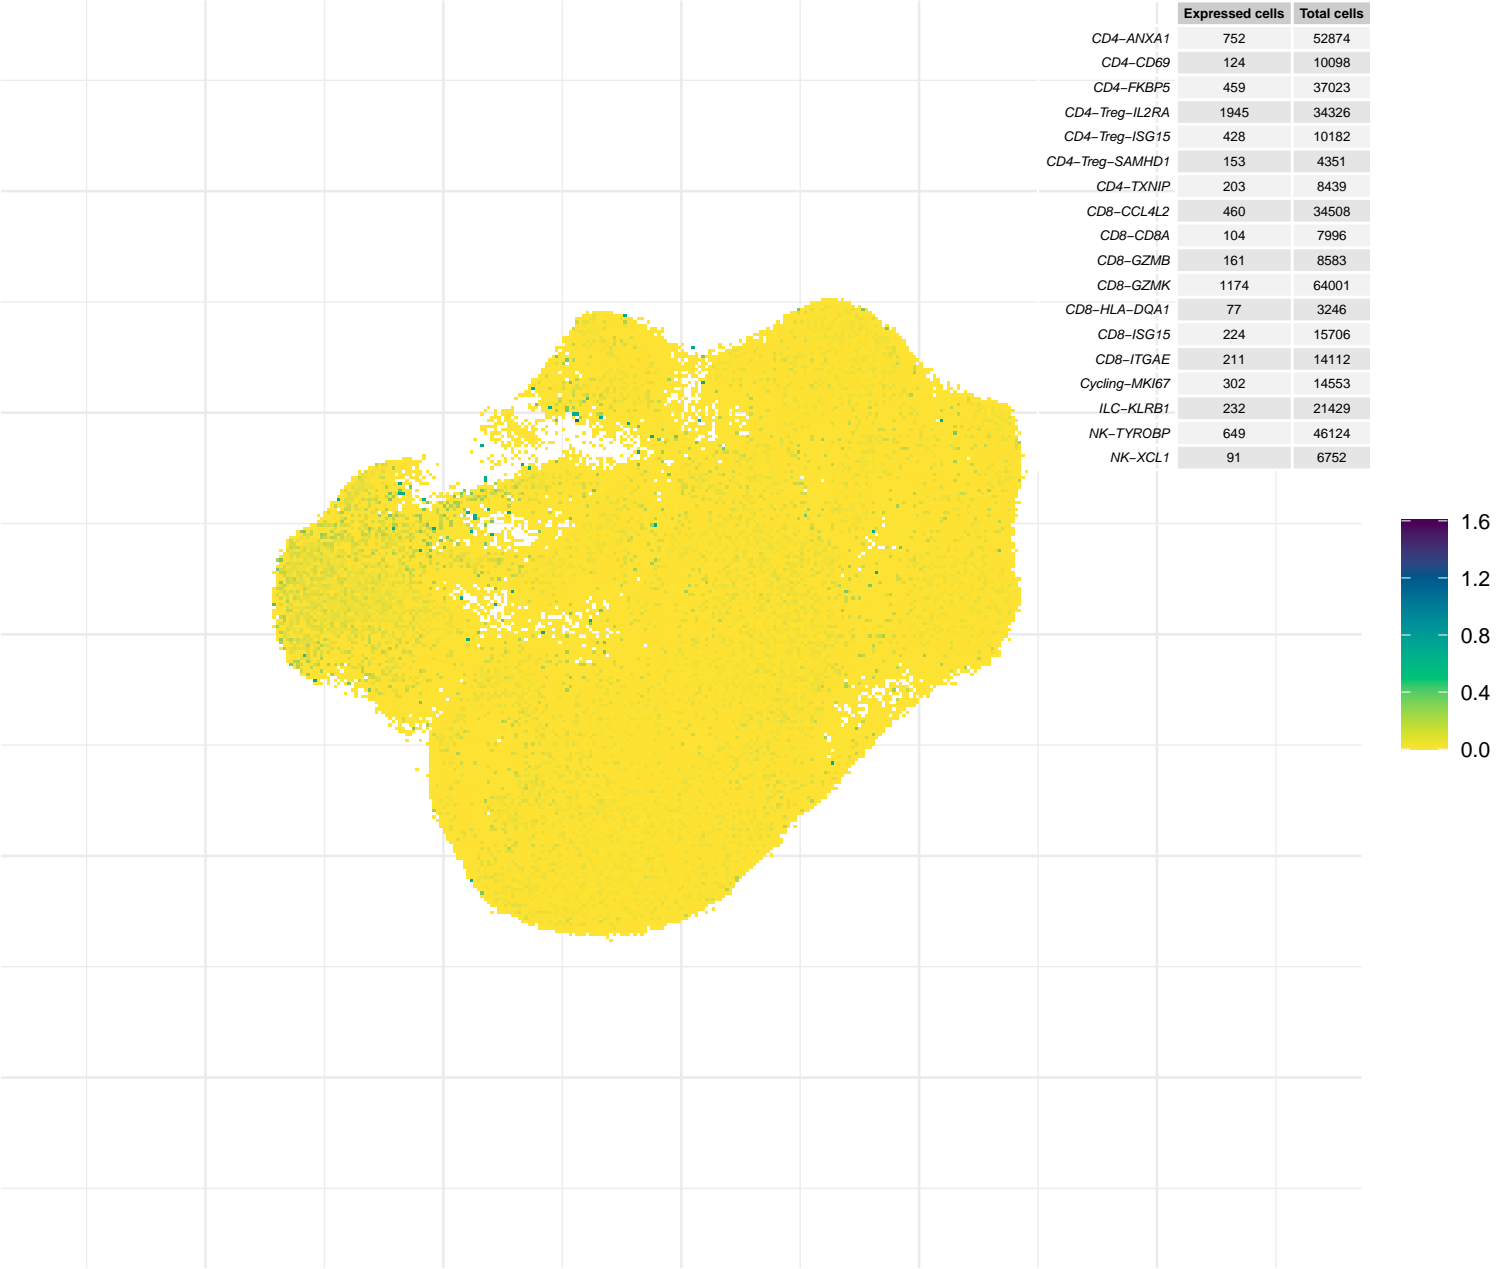 Expressed cells Total cells
CD4−ANXA1 752 52874
CD4−CD69 124 10098
CD4−FKBP5 459 37023
CD4−Treg−IL2RA 1945 34326
CD4−Treg−ISG15 428 10182
CD4−Treg−SAMHD1 153 4351
CD4−TXNIP 203 8439
CD8−CCL4L2 460 34508
CD8−CD8A 104 7996
CD8−GZMB 161 8583
CD8−GZMK 1174 64001
CD8−HLA−DQA1 77 3246
CD8−ISG15 224 15706
CD8−ITGAE 211 14112
Cycling−MKI67 302 14553
ILC−KLRB1 232 21429
NK−TYROBP 649 46124
NK−XCL1 91 6752
1.6
1.2
0.8
0.4
0.0